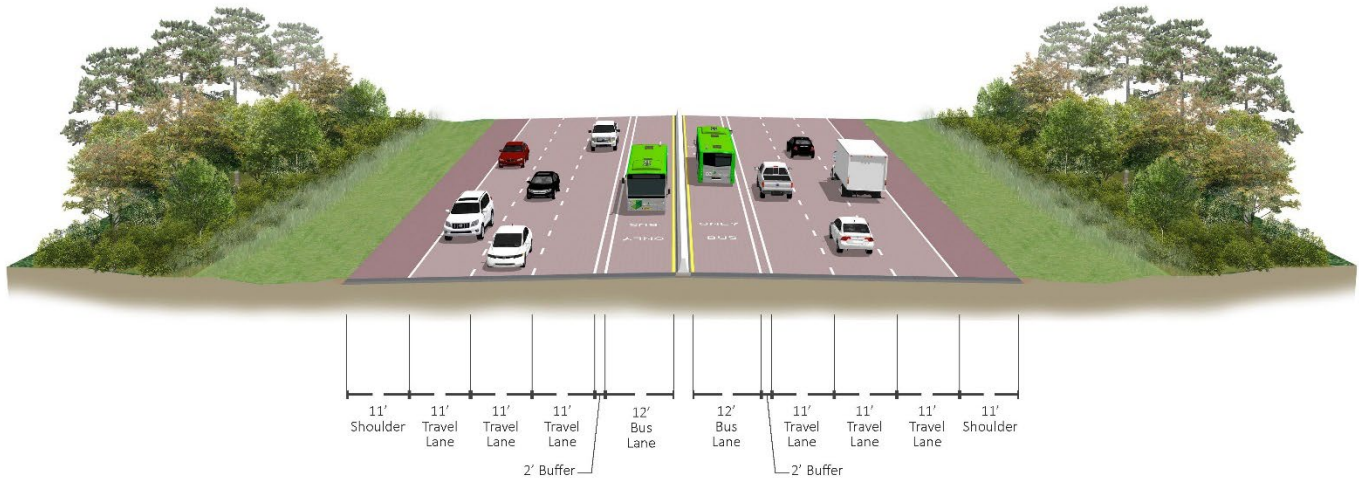 BUS
ONLY
ONLY
BUS
11'
Shoulder
11'
Travel
Lane
11'
Travel
Lane
11'
Travel
Lane
2' Buffer
12'
Bus
Lane
12'
Bus
Lane
2' Buffer
11'
Travel
Lane
11'
Travel
Lane
11'
Travel
Lane
11'
Shoulder